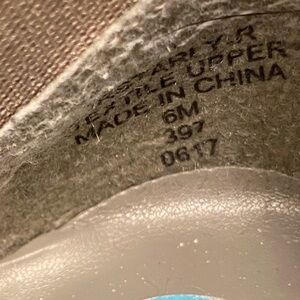 TEXTILE UPPER
MADE IN CHINA
6M
397
0617